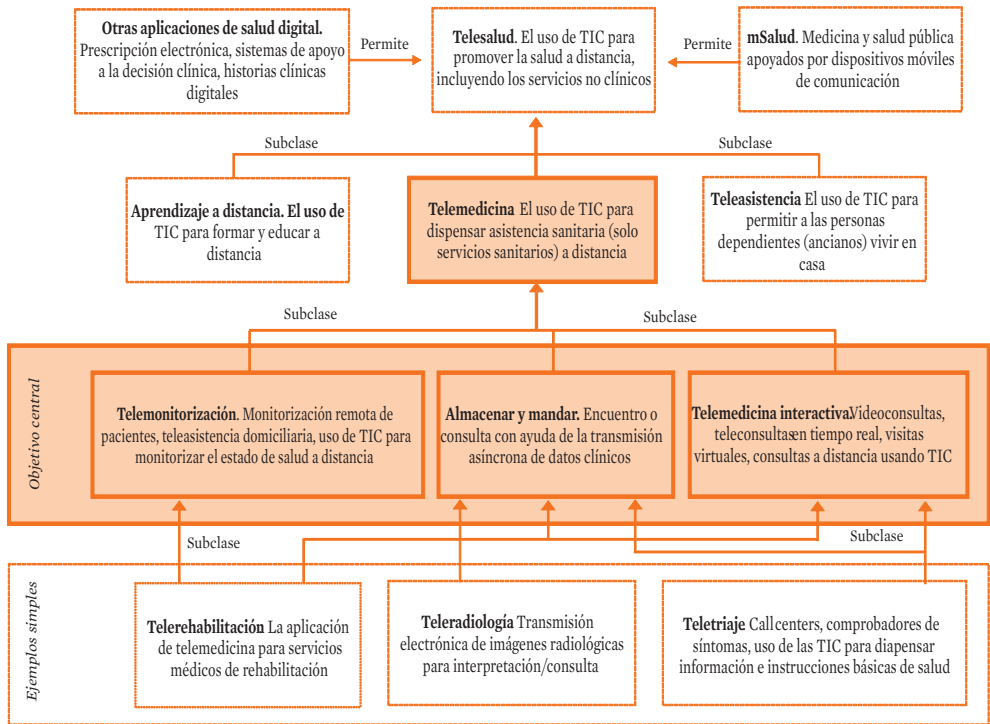 Otras aplicaciones de salud digital.
Prescripción electrónica, sistemas de apoyo
a la decisión clínica, historias clínicas
digitales
Permite
Telesalud. El uso de TIC para
promover la salud a distancia,
incluyendo los servicios no clínicos
Permite
mSalud. Medicina y salud pública
apoyados por dispositivos móviles
de comunicación
Subclase
Subclase
Aprendizaje a distancia. El uso de
TIC para formar y educar a
distancia
Telemedicina El uso de TIC para
dispensar asistencia sanitaria (solo
servicios sanitarios) a distancia
Teleasistencia El uso de TIC para
permitir a las personas
dependientes (ancianos) vivir en
casa
Subclase
Subclase
Objetivo central
Telemonitorización. Monitorización remota de
pacientes, teleasistencia domiciliaria, uso de TIC para
monitorizar el estado de salud a distancia
Almacenar y mandar. Encuentro o
consulta con ayuda de la transmisión
asíncrona de datos clínicos
Telemedicina interactiva. Videoconsultas,
teleconsultas en tiempo real, visitas
virtuales, consultas a distancia usando TIC
Subclase
Subclase
Ejemplos simples
Telerehabilitación La aplicación
de telemedicina para servicios
médicos de rehabilitación
Teleradiología Transmisión
electrónica de imágenes radiológicas
para interpretación/consulta
Teletriaje Call centers, comprobadores de
síntomas, uso de las TIC para diapensar
información e instrucciones básicas de salud